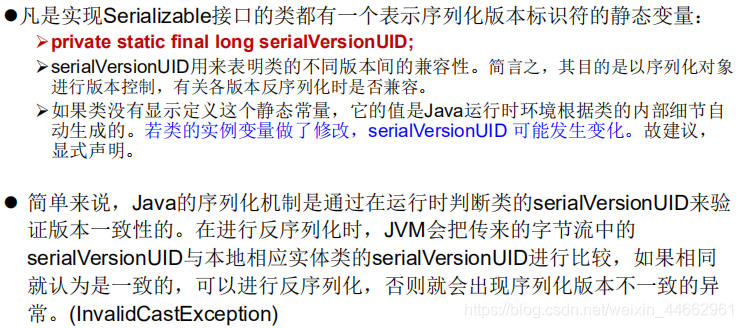 ●凡是实现Serializable接口的类都有一个表示序列化版本标识符的静态变量：
➢private static final long serialVersionUID;
➢serialVersionUID用来表明类的不同版本间的兼容性。简言之，其目的是以序列化对象
进行版本控制，有关各版本反序列化时是否兼容。
➢如果类没有显示定义这个静态常量，它的值是Java运行时环境根据类的内部细节自
动生成的。若类的实例变量做了修改，serialVersionUID 可能发生变化。故建议，
显式声明。
● 简单来说，Java的序列化机制是通过在运行时判断类的serialVersionUID来验
证版本一致性的。在进行反序列化时，JVM会把传来的字节流中的
serialVersionUID与本地相应实体类的serialVersionUID进行比较，如果相同
就认为是一致的，可以进行反序列化，否则就会出现序列化版本不一致的异
常。(InvalidCastException)
https://blog.csdn.net/weixin_44662961